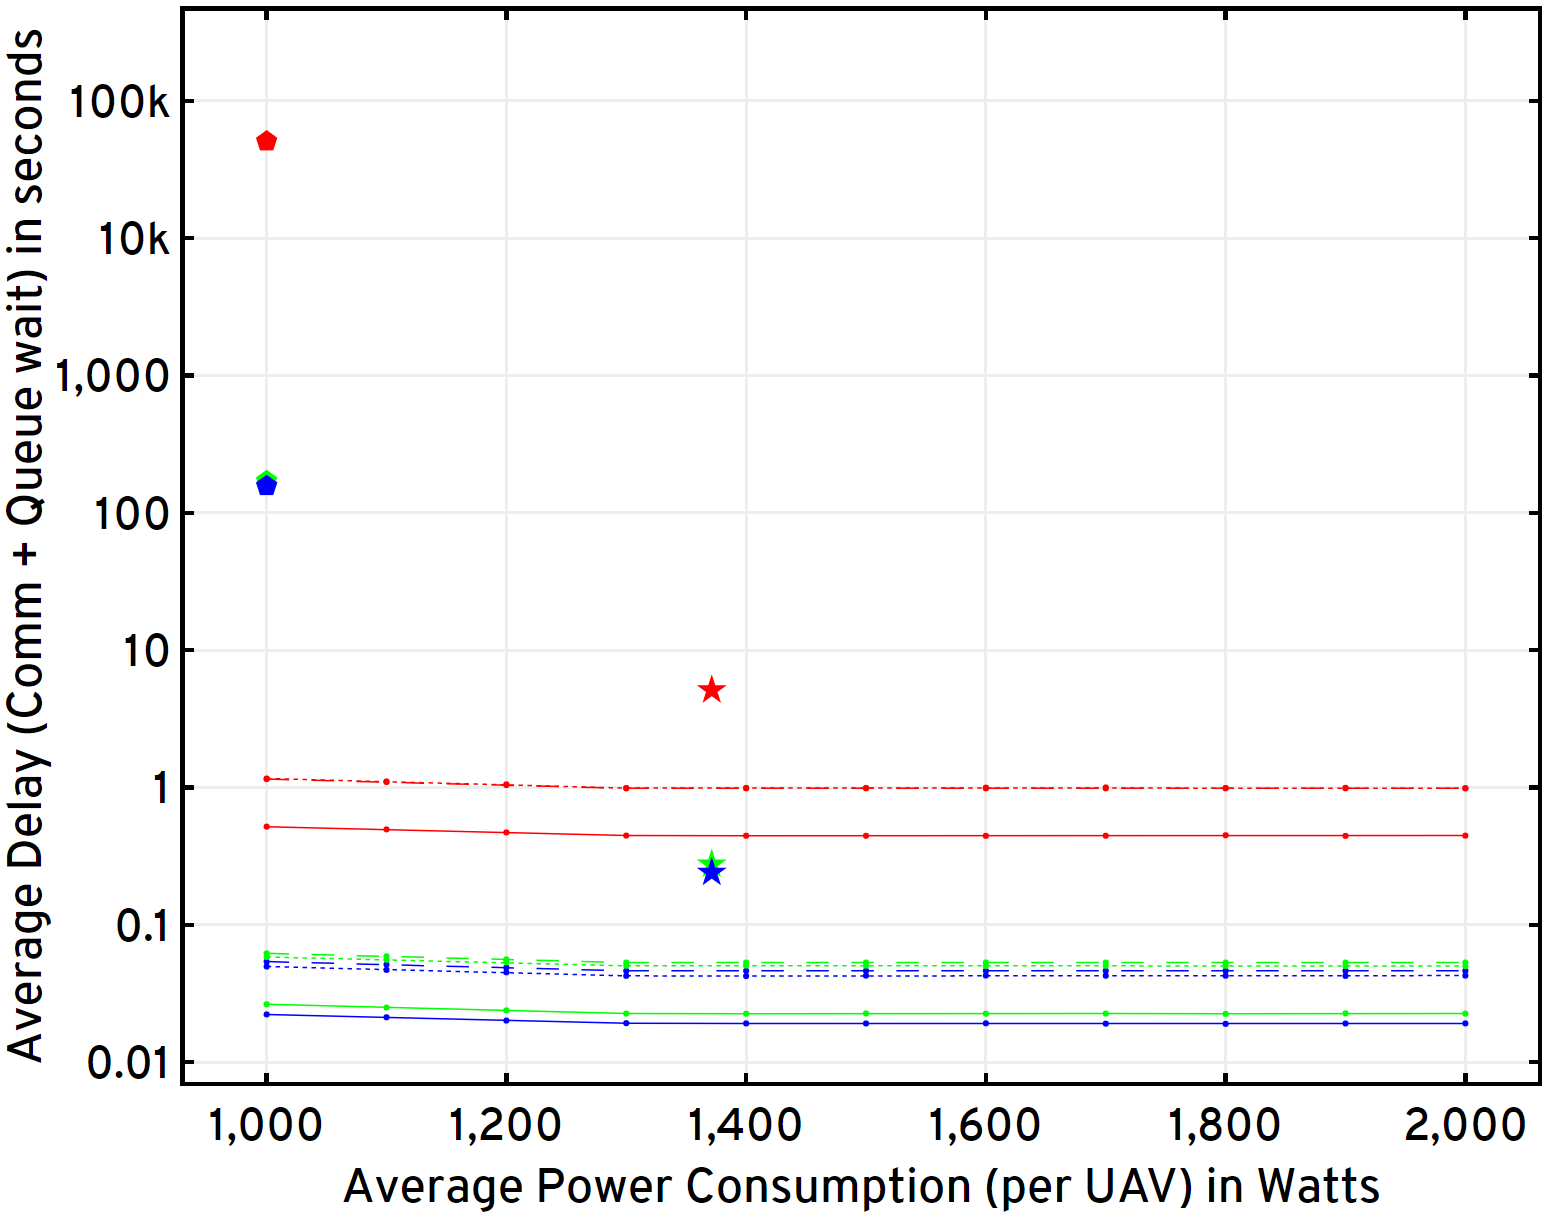 Average Delay (Comm + Queue wait) in seconds
100k
10k
1,000
100
10
1
0.1
0.01
1,000 1,200 1,400 1,600 1,800 2,000
Average Power Consumption (per UAV) in Watts